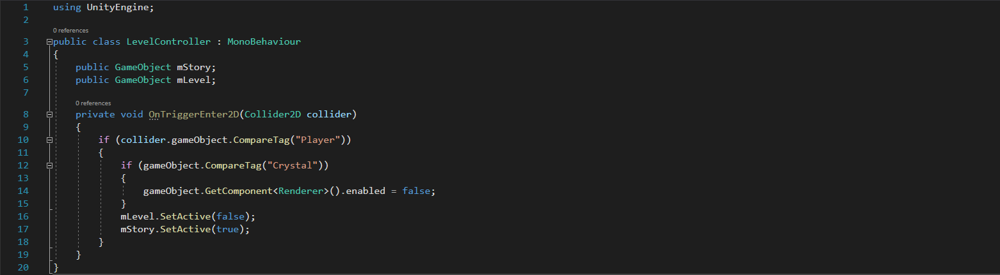 1 using UnityEngine;
2
0 references
3 public class LevelController : MonoBehaviour
4 {
5 public GameObject mStory;
6 public GameObject mLevel;
7
0 references
8 private void OnTriggerEnter2D(Collider2D collider)
9 {
10 if (collider.gameObject.CompareTag("Player"))
11 {
12 if (gameObject.CompareTag("Crystal"))
13 {
14 gameObject.GetComponent<Renderer>().enabled = false;
15 }
16 mLevel.SetActive(false);
17 mStory.SetActive(true);
18 }
19 }
20 }